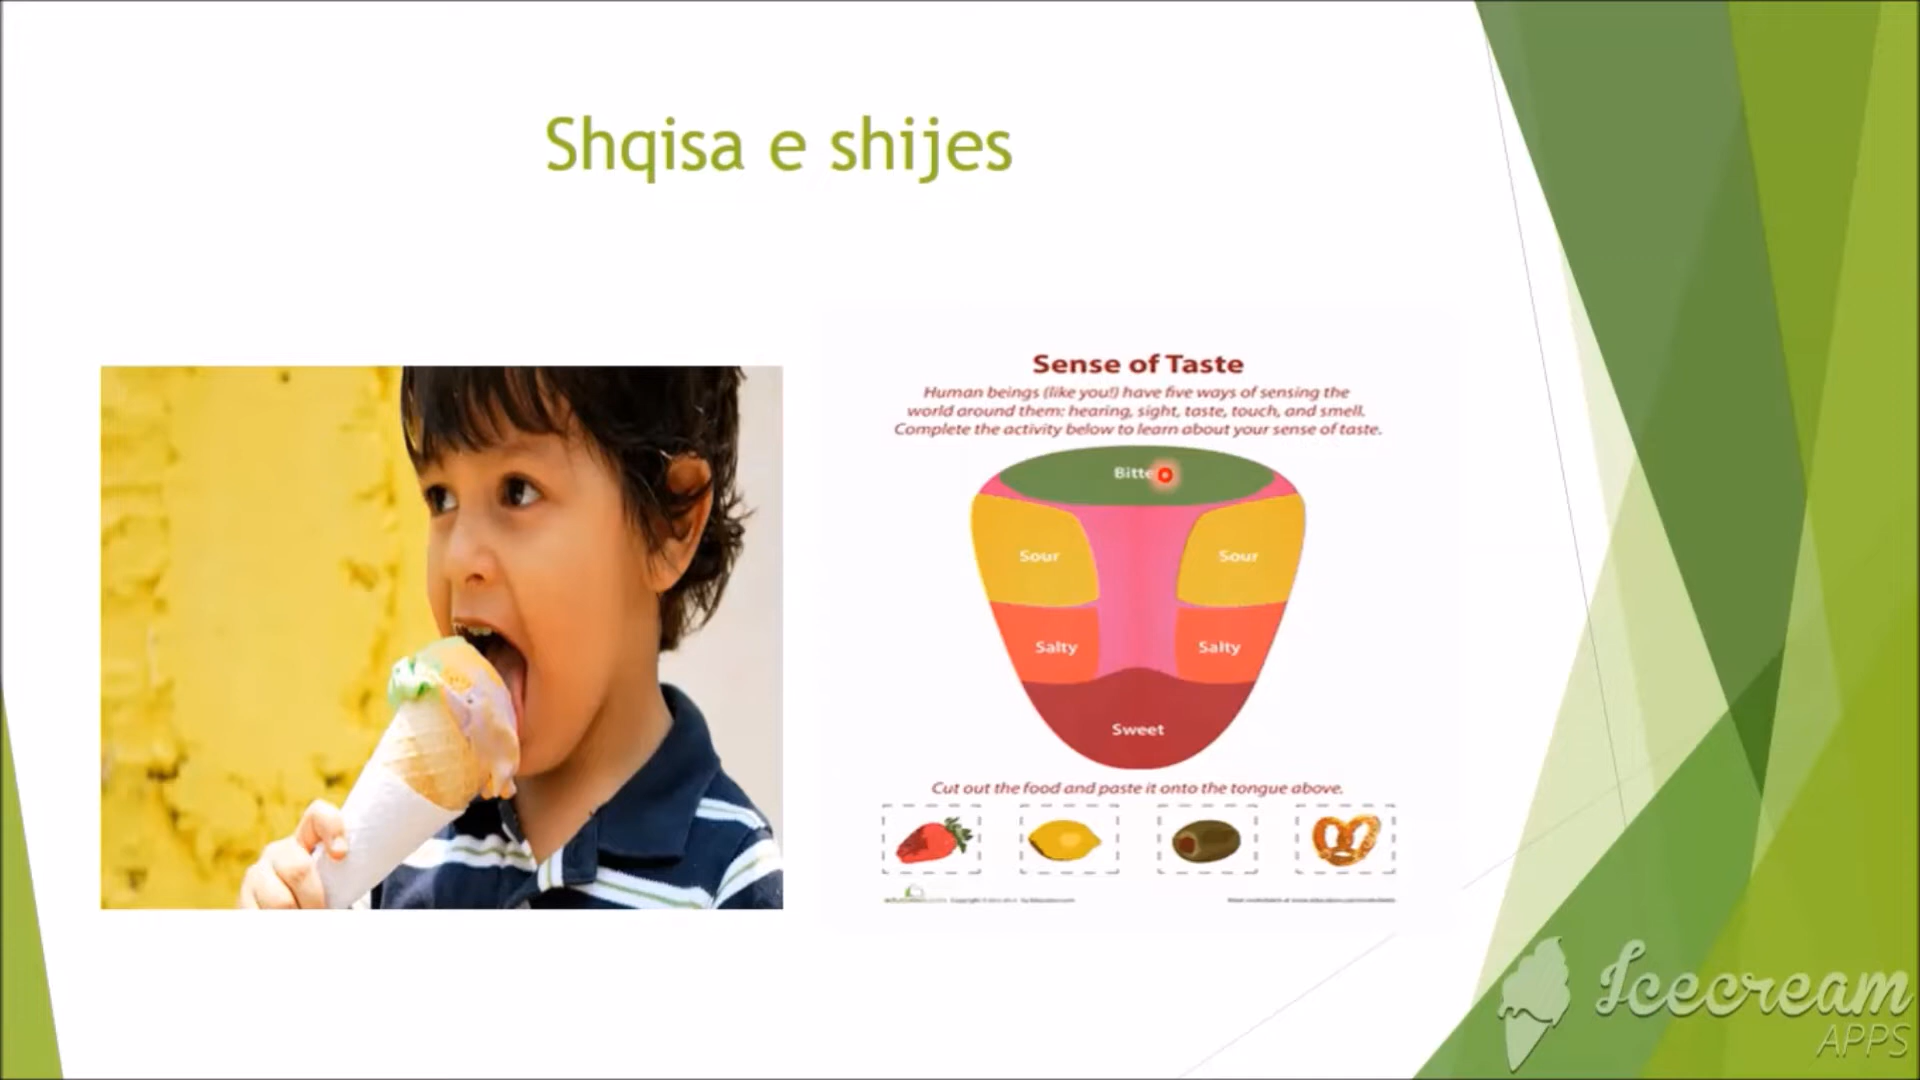 Shqisa e shijes
Sense of Taste
Human beings (like you!) have five ways of sensing the
world around them: hearing, sight, taste, touch, and smell.
Complete the activity below to learn about your sense of taste.
Bitte
Sour Sour
Salty Salty
Sweet
Cut out the food and paste it onto the tongue above.
Icecream
APPS